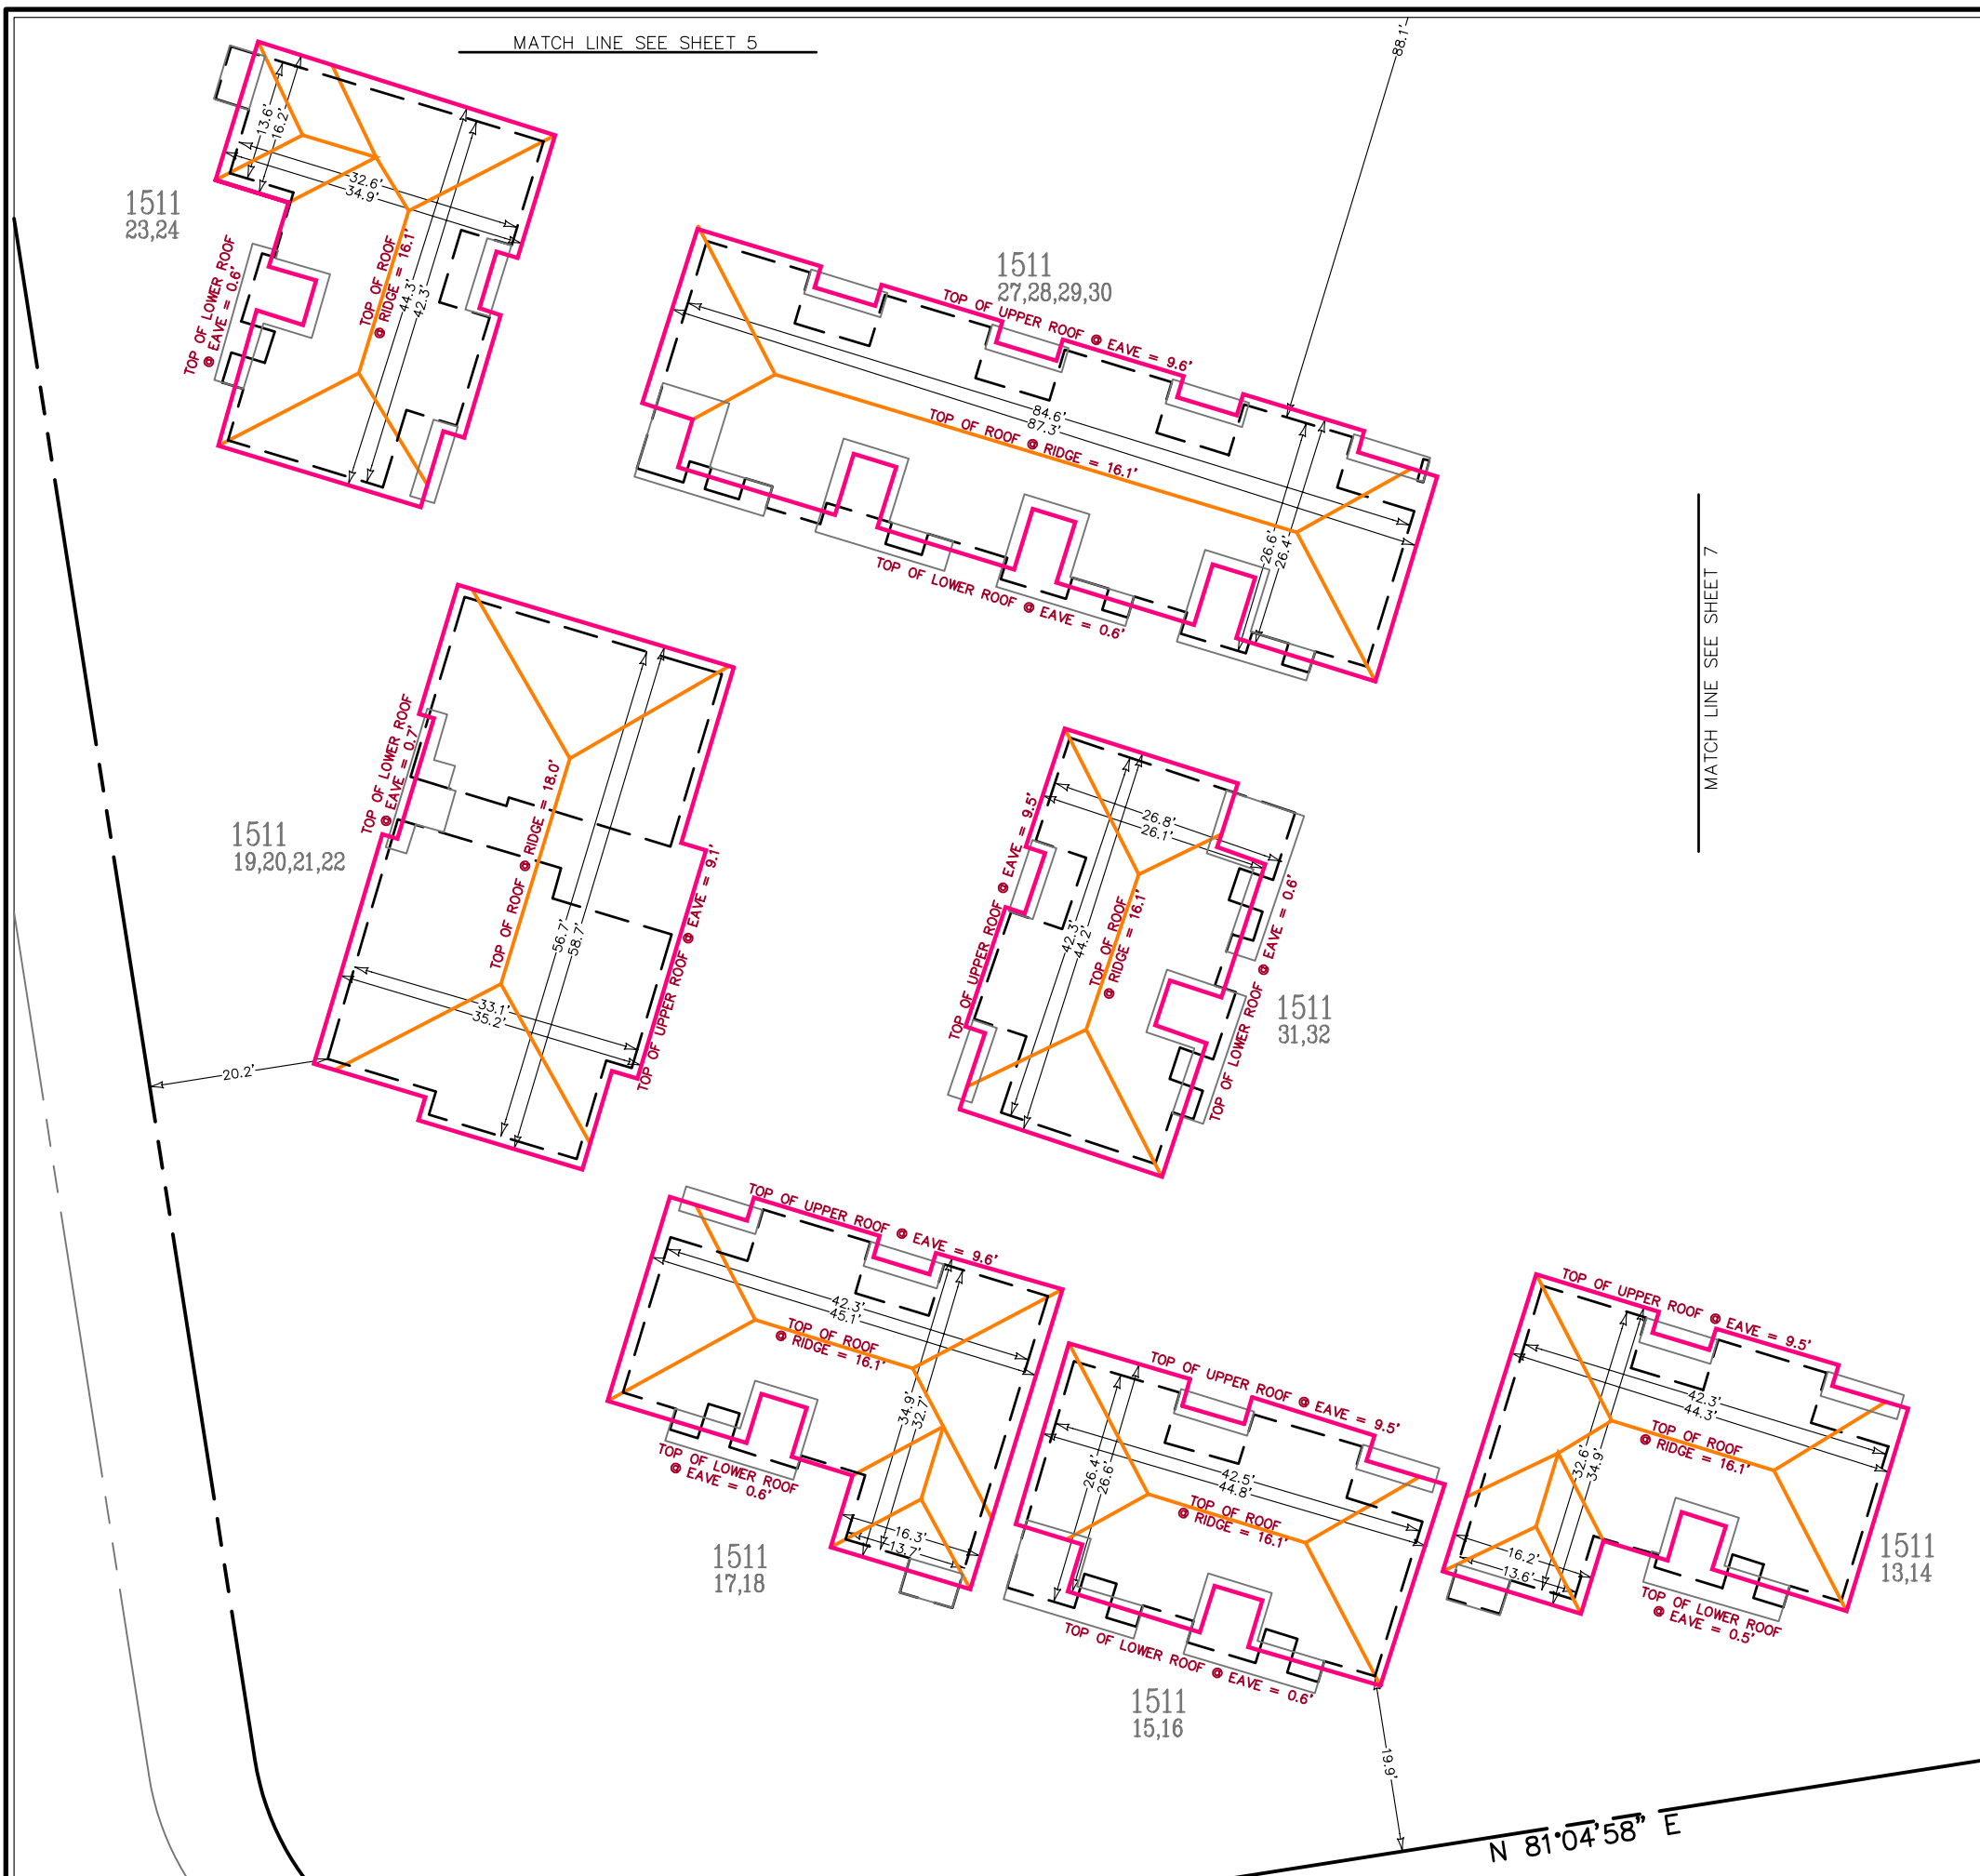 MATCH LINE SEE SHEET 5
88.1'
13.6'
16.2'
32.6'
34.9'
1511
23,24
TOP OF LOWER ROOF
@ EAVE = 0.6'
TOP OF ROOF
@ RIDGE = 16.1'
44.3'
42.3'
1511
27,28,29,30
TOP OF UPPER ROOF @ EAVE = 9.6'
84.6'
87.3'
TOP OF ROOF @ RIDGE = 16.1'
26.6'
26.4'
TOP OF LOWER ROOF @ EAVE = 0.6'
MATCH LINE SEE SHEET 7
TOP OF LOWER ROOF
@ EAVE = 0.7'
1511
19,20,21,22
TOP OF ROOF @ RIDGE = 18.0'
56.7'
58.7'
TOP OF UPPER ROOF @ EAVE = 9.1'
33.1'
35.2'
20.2'
26.8'
26.1'
TOP OF UPPER ROOF @ EAVE = 9.5'
42.3'
44.2'
TOP OF ROOF
@ RIDGE = 16.1'
TOP OF LOWER ROOF @ EAVE = 0.6'
1511
31,32
TOP OF UPPER ROOF @ EAVE = 9.6'
42.3'
45.1'
TOP OF ROOF
@ RIDGE = 16.1'
34.9'
32.7'
TOP OF LOWER ROOF
@ EAVE = 0.6'
16.3'
13.7'
1511
17,18
TOP OF UPPER ROOF @ EAVE = 9.5'
26.4'
26.6'
42.5'
44.8'
TOP OF ROOF
@ RIDGE = 16.1'
TOP OF LOWER ROOF @ EAVE = 0.6'
1511
15,16
TOP OF UPPER ROOF @ EAVE = 9.5'
42.3'
44.3'
TOP OF ROOF
@ RIDGE = 16.1'
32.6'
34.9'
16.2'
13.6'
TOP OF LOWER ROOF
@ EAVE = 0.5'
1511
13,14
19.9'
N 81°04'58" E